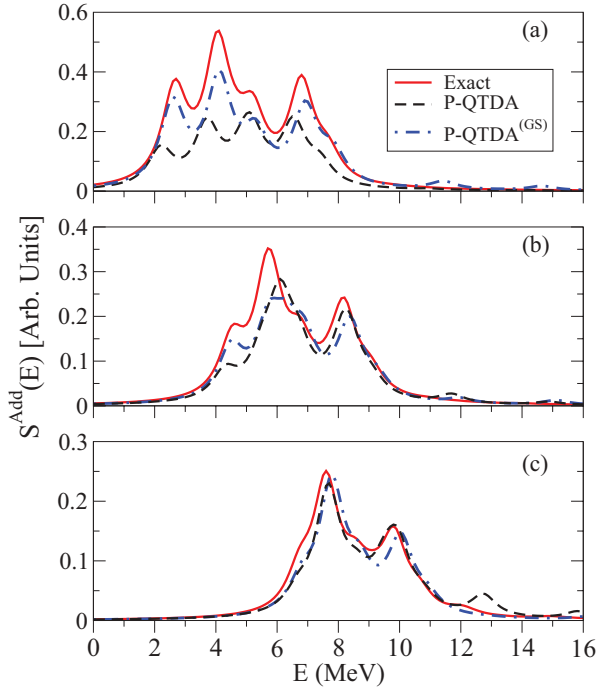 (a)
Exact
P-QTDA
P-QTDA(GS)
0.6
0.4
0.2
0
(b)
0.4
0.3
0.2
0.1
0
(c)
0.3
0.2
0.1
0
0 2 4 6 8 10 12 14 16
E (MeV)
S^Add(E) [Arb. Units]